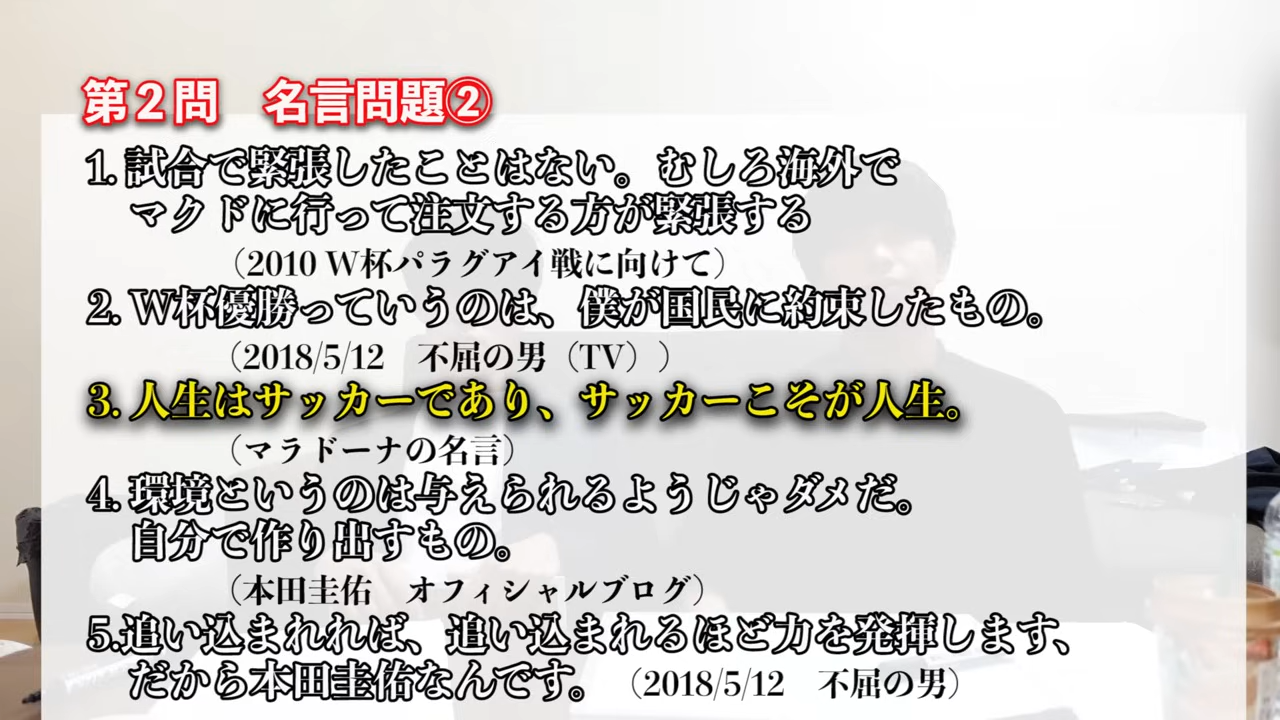 第２問　名言問題②
1. 試合で緊張したことはない。むしろ海外で
マクドに行って注文する方が緊張する
（2010 W杯パラグアイ戦に向けて）
2. W杯優勝っていうのは、僕が国民に約束したもの。
（2018/5/12　不屈の男（TV））
3. 人生はサッカーであり、サッカーこそが人生。
（マラドーナの名言）
4. 環境というのは与えられるようじゃダメだ。
自分で作り出すもの。
（本田圭佑　オフィシャルブログ）
5.追い込まれれば、追い込まれるほど力を発揮します、
だから本田圭佑なんです。（2018/5/12　不屈の男）